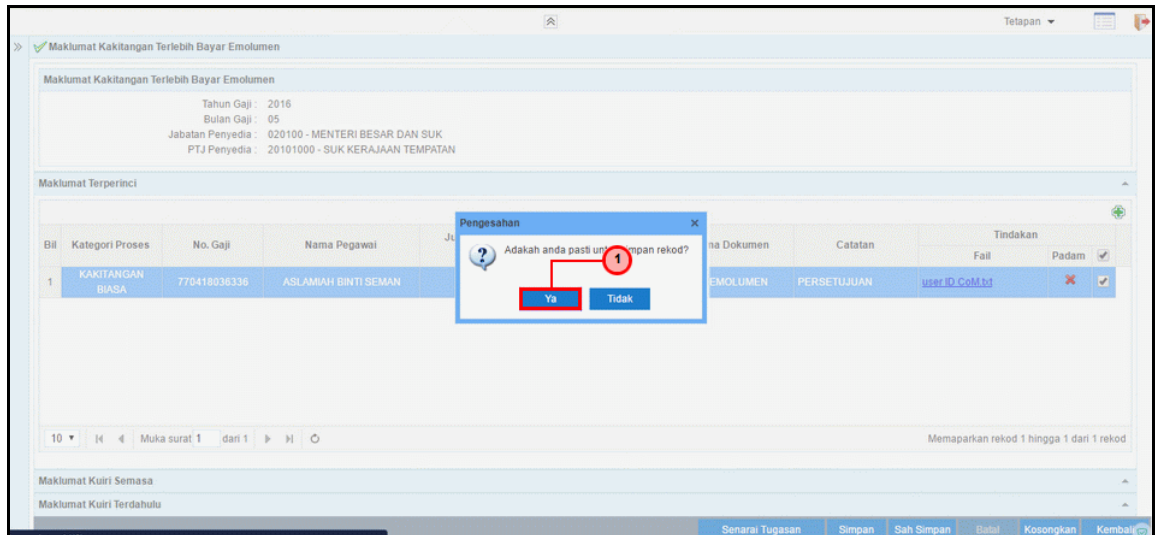 Tetapan
Maklumat Kakitangan Terlebih Bayar Emolumen
Maklumat Kakitangan Terlebih Bayar Emolumen
Tahun Gaji : 2016
Bulan Gaji : 05
Jabatan Penyedia : 020100 - MENTERI BESAR DAN SUK
PTJ Penyedia : 20101000 - SUK KERAJAAN TEMPATAN
Maklumat Terperinci
Bil Kategori Proses No. Gaji Nama Pegawai Dokumen Catatan Tindakan
Fail Padam
1 KAKITANGAN BIASA 770418036336 ASLAMIAH BINTI SEMAN EMOLUMEN PERSETUJUAN user ID CoM.txt
Pengesahan
Adakah anda pasti simpan rekod?
1
Ya Tidak
10 Muka surat 1 dari 1 Memaparkan rekod 1 hingga 1 dari 1 rekod
Maklumat Kuiri Semasa
Maklumat Kuiri Terdahulu
Senarai Tugasan Simpan Sah Simpan Batal Kosongkan Kembali